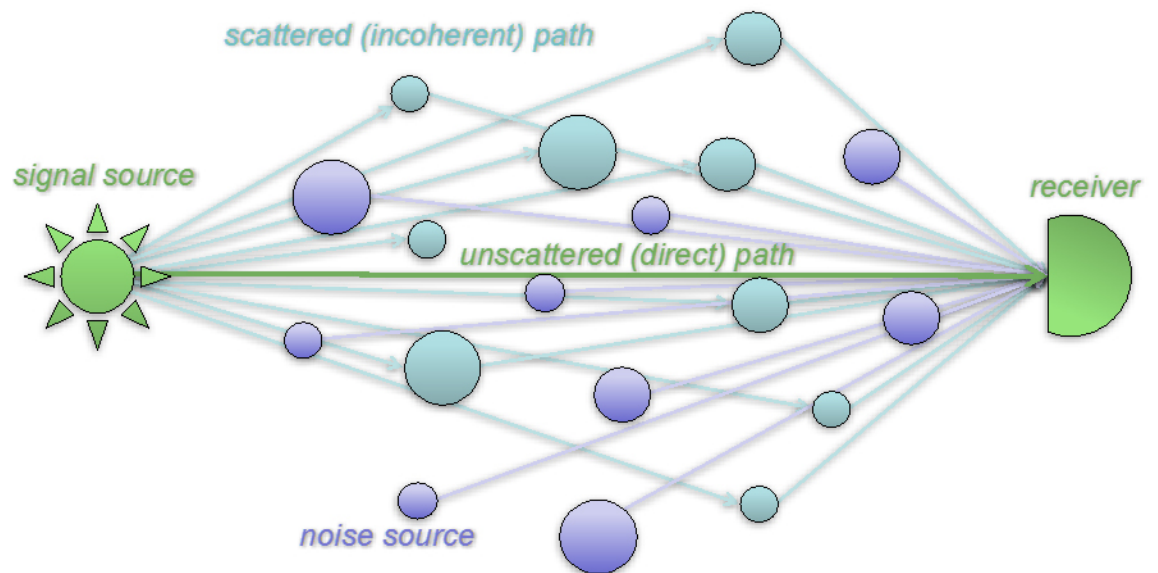 scattered (incoherent) path
signal source
receiver
unscattered (direct) path
noise source